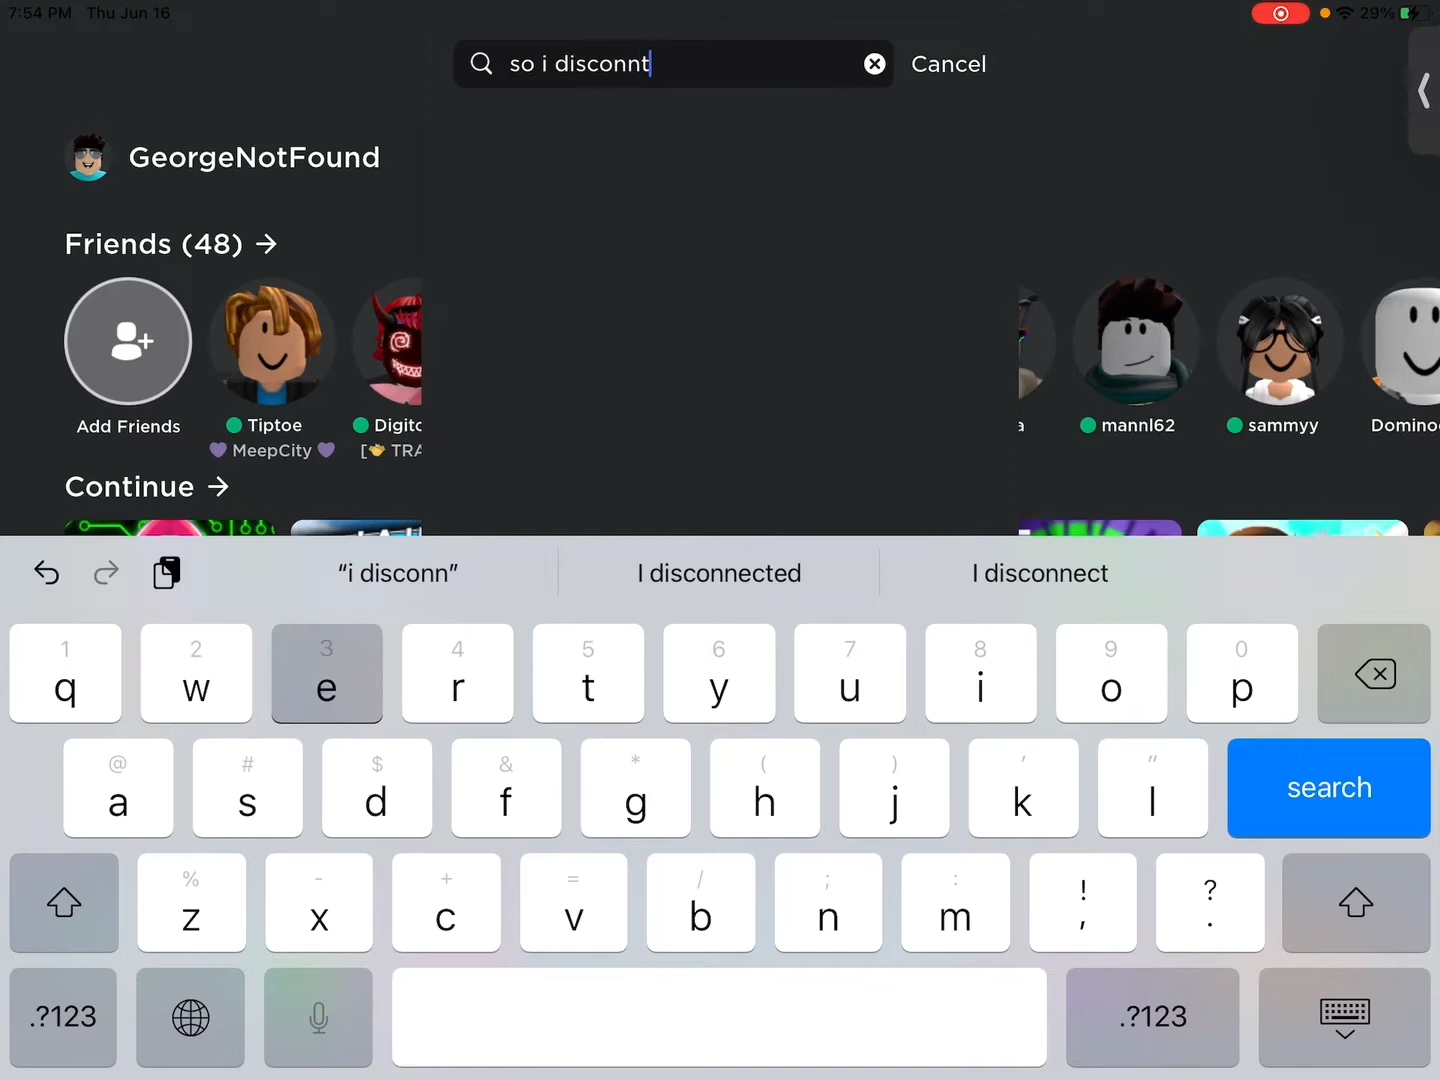 7:54 PM Thu Jun 16
29%
so i disconnt
Cancel
GeorgeNotFound
Friends (48) →
Add Friends
Tiptoe
💜 MeepCity 💜
Digito
[🤝 TRA
a
mannl62
sammyy
Domino
Continue →
“i disconn”
I disconnected
I disconnect
1 2 3 4 5 6 7 8 9 0
q w e r t y u i o p
@ # $ & * ( ) ' "
a s d f g h j k l
search
% - + = / ; : ! ?
z x c v b n m , .
.?123
.?123